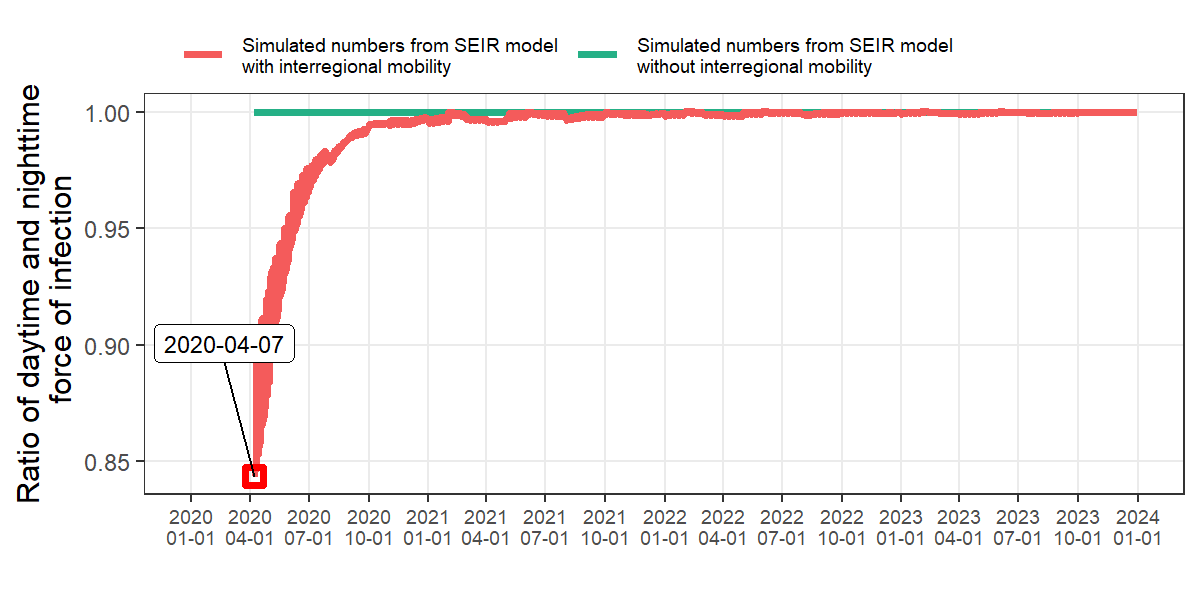 Simulated numbers from SEIR model
with interregional mobility
Simulated numbers from SEIR model
without interregional mobility
Ratio of daytime and nighttime
force of infection
1.00
0.95
0.90
0.85
2020-04-07
2020 2020 2020 2020 2021 2021 2021 2021 2022 2022 2022 2022 2023 2023 2023 2023 2024
01-01 04-01 07-01 10-01 01-01 04-01 07-01 10-01 01-01 04-01 07-01 10-01 01-01 04-01 07-01 10-01 01-01